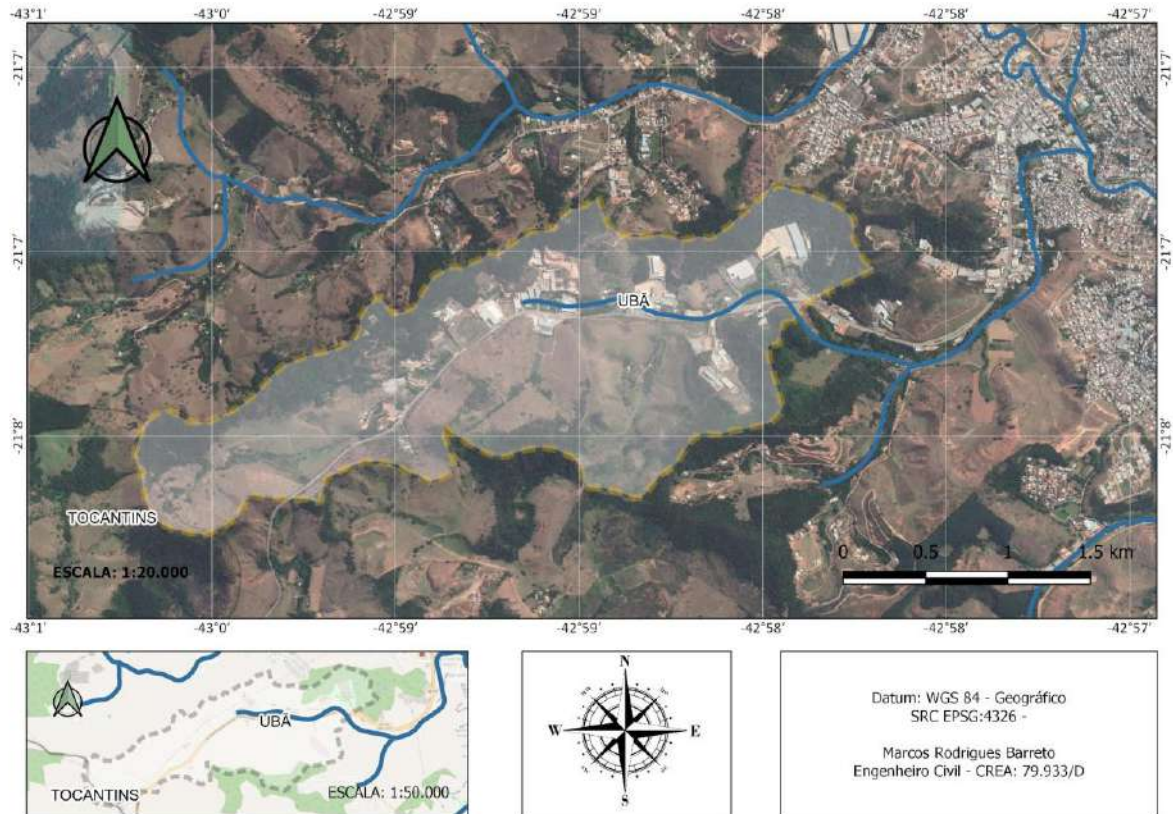 -43°1' -43°0' -42°59' -42°59' -42°58' -42°58' -42°57'
-21°7' -21°7'
-21°7' -21°7'
UBÁ
-21°8' -21°8'
TOCANTINS
0 0.5 1 1.5 km
ESCALA: 1:20.000
-43°1' -43°0' -42°59' -42°59' -42°58' -42°58' -42°57'
UBÁ
TOCANTINS
ESCALA: 1:50.000
N
W E
S
Datum: WGS 84 - Geográfico
SRC EPSG:4326 -
Marcos Rodrigues Barreto
Engenheiro Civil - CREA: 79.933/D